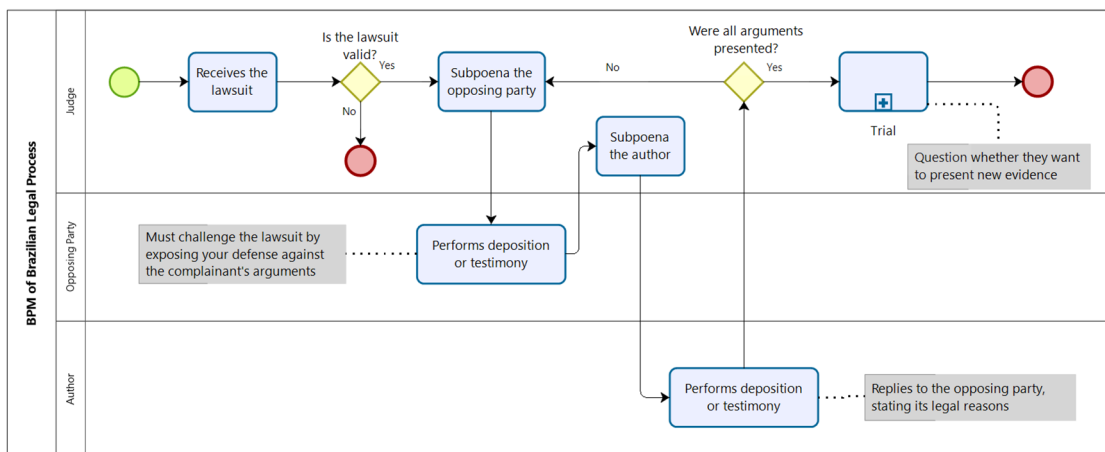 BPM of Brazilian Legal Process
Judge
Receives the
lawsuit
Is the lawsuit
valid?
Yes
No
Subpoena the
opposing party
No
Were all arguments
presented?
Yes
Trial
Question whether they want
to present new evidence
Subpoena
the author
Opposing Party
Must challenge the lawsuit by
exposing your defense against
the complainant's arguments
Performs deposition
or testimony
Author
Performs deposition
or testimony
Replies to the opposing party,
stating its legal reasons